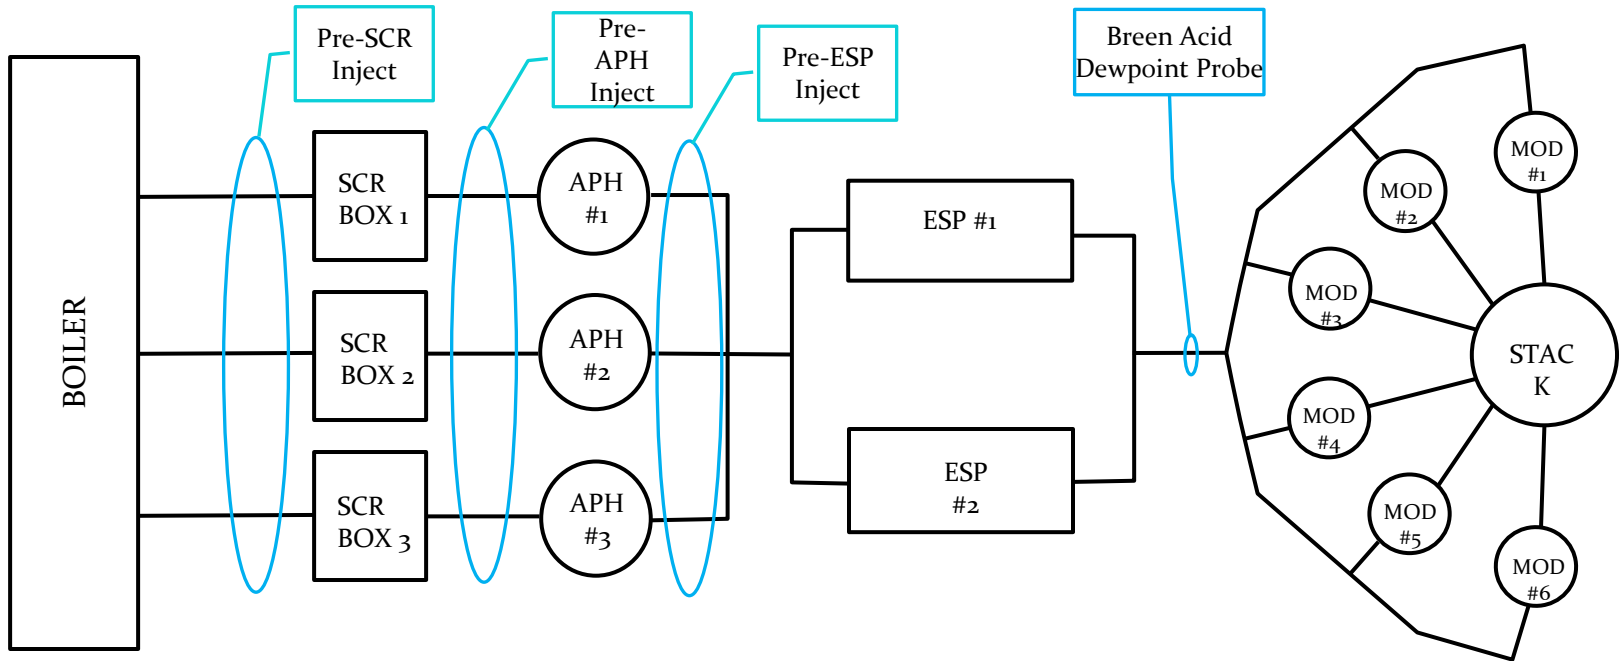 Pre-SCR
Inject
Pre-
APH
Inject
Pre-ESP
Inject
Breen Acid
Dewpoint Probe
BOILER
SCR
BOX 1
APH
#1
SCR
BOX 2
APH
#2
SCR
BOX 3
APH
#3
ESP #1
ESP
#2
MOD
#1
MOD
#2
MOD
#3
MOD
#4
MOD
#5
MOD
#6
STAC
K